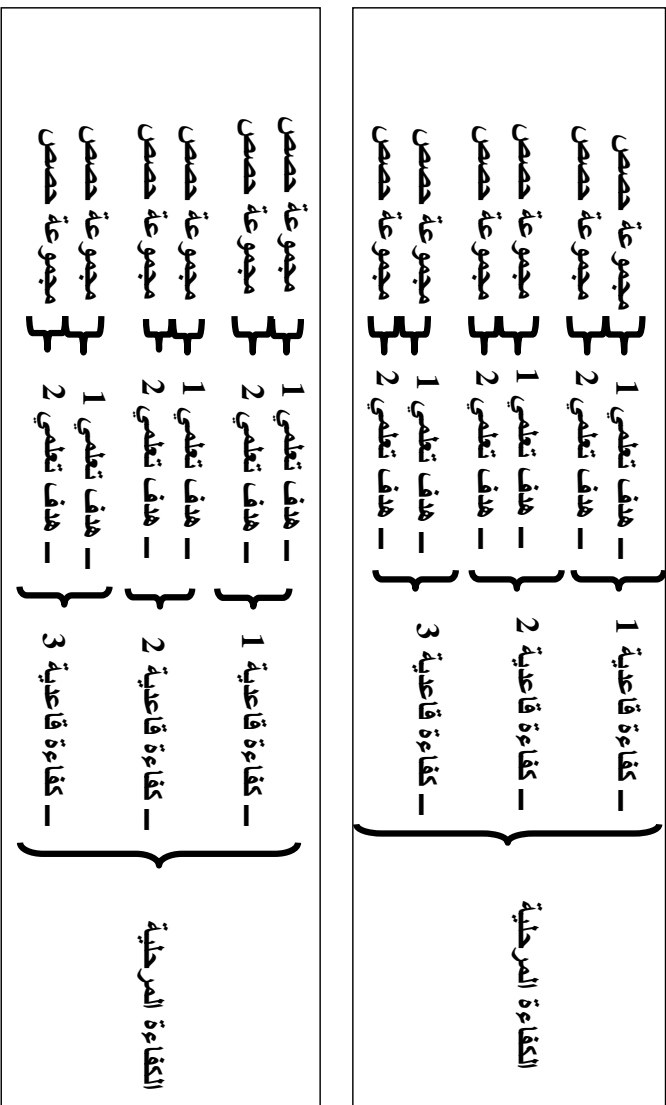 الكفاءة المرحلية
– كفاءة قاعدية 1
– كفاءة قاعدية 2
– كفاءة قاعدية 3
– هدف تعلمي 1
– هدف تعلمي 2
– هدف تعلمي 1
– هدف تعلمي 2
– هدف تعلمي 1
– هدف تعلمي 2
مجموعة حصص
مجموعة حصص
مجموعة حصص
مجموعة حصص
مجموعة حصص
مجموعة حصص
الكفاءة المرحلية
– كفاءة قاعدية 1
– كفاءة قاعدية 2
– كفاءة قاعدية 3
– هدف تعلمي 1
– هدف تعلمي 2
– هدف تعلمي 1
– هدف تعلمي 2
– هدف تعلمي 1
– هدف تعلمي 2
مجموعة حصص
مجموعة حصص
مجموعة حصص
مجموعة حصص
مجموعة حصص
مجموعة حصص